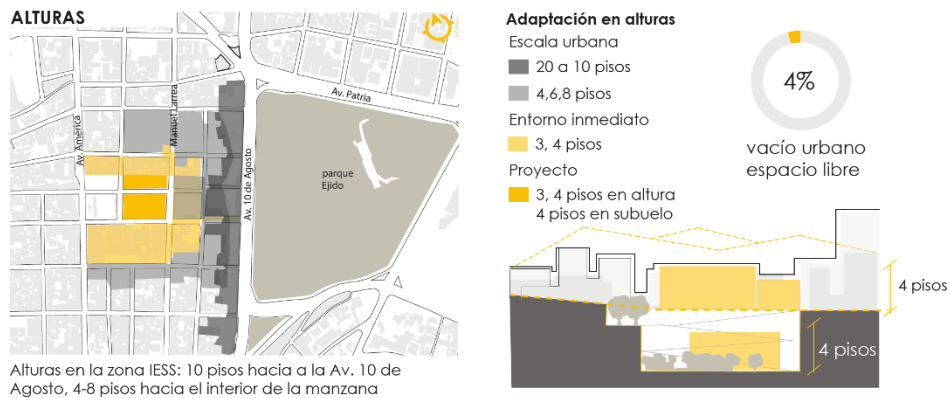 ALTURAS
Av. América
Manuel Larrea
Av. 10 de Agosto
Av. Patria
parque
Ejido
Alturas en la zona IESS: 10 pisos hacia a la Av. 10 de
Agosto, 4-8 pisos hacia el interior de la manzana
Adaptación en alturas
Escala urbana
20 a 10 pisos
4,6,8 pisos
Entorno inmediato
3, 4 pisos
Proyecto
3, 4 pisos en altura
4 pisos en subuelo
4%
vacío urbano
espacio libre
4 pisos
4 pisos